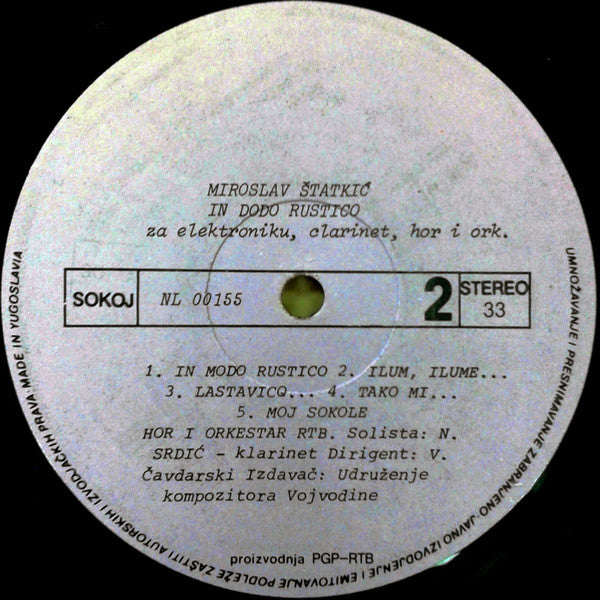 MIROSLAV ŠTATKIĆ
IN DODO RUSTICO
za elektroniku, clarinet, hor i ork.
SOKOJ
NL 00155
2
STEREO
33
1. IN MODO RUSTICO 2. ILUM, ILUME...
3. LASTAVICQ... 4. TAKO MI...
5. MOJ SOKOLE
HOR I ORKESTAR RTB. Solista: N.
SRDIĆ - klarinet Dirigent: V.
Čavdarski Izdavač: Udruženje
kompozitora Vojvodine
proizvodnja PGP-RTB
UMNOŽAVANJE I PRESNIMAVANJE ZABRANJENO·JAVNO IZVODJENJE I EMITOVANJE PODLEŽE ZAŠTITI AUTORSKIH I IZVODJAČKIH PRAVA·MADE IN YUGOSLAVIA